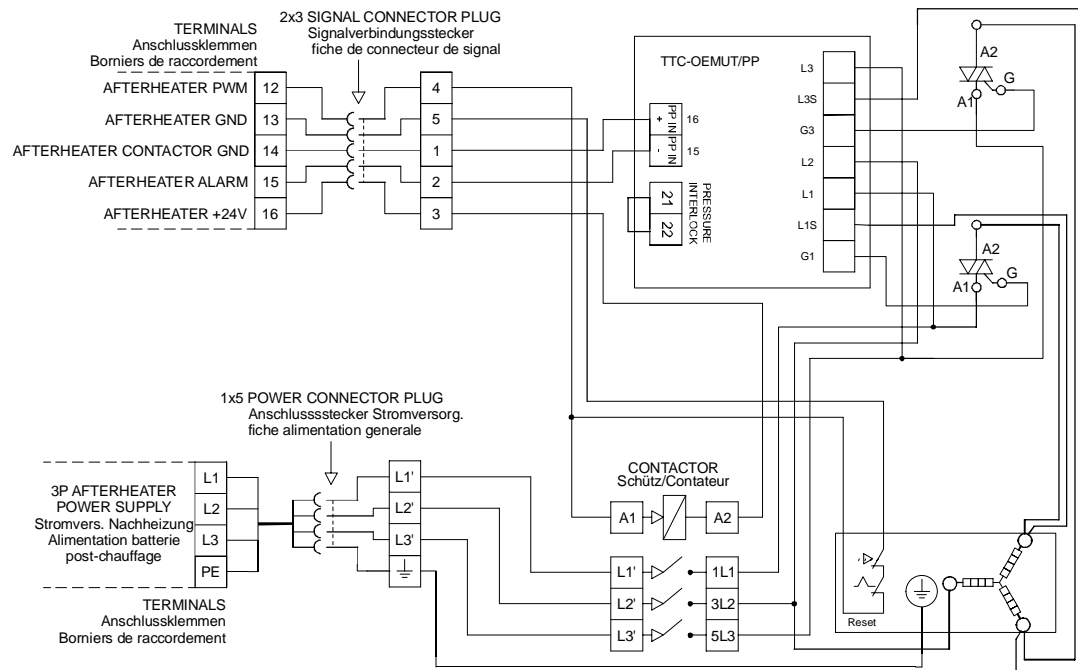 2x3 SIGNAL CONNECTOR PLUG
Signalverbindungsstecker
fiche de connecteur de signal
TERMINALS
Anschlussklemmen
Borniers de raccordement
AFTERHEATER PWM 12
AFTERHEATER GND 13
AFTERHEATER CONTACTOR GND 14
AFTERHEATER ALARM 15
AFTERHEATER +24V 16
4
5
1
2
3
TTC-OEMUT/PP
+ PP IN 16
- PP IN 15
21
22
PRESSURE
INTERLOCK
L3
L3S
G3
L2
L1
L1S
G1
A2
G
A1
A2
G
A1
1x5 POWER CONNECTOR PLUG
Anschlusssstecker Stromversorg.
fiche alimentation generale
3P AFTERHEATER
POWER SUPPLY
Stromvers. Nachheizung
Alimentation batterie
post-chauffage
L1
L2
L3
PE
TERMINALS
Anschlussklemmen
Borniers de raccordement
L1'
L2'
L3'
CONTACTOR
Schütz/Contateur
A1 A2
L1' 1L1
L2' 3L2
L3' 5L3
Reset